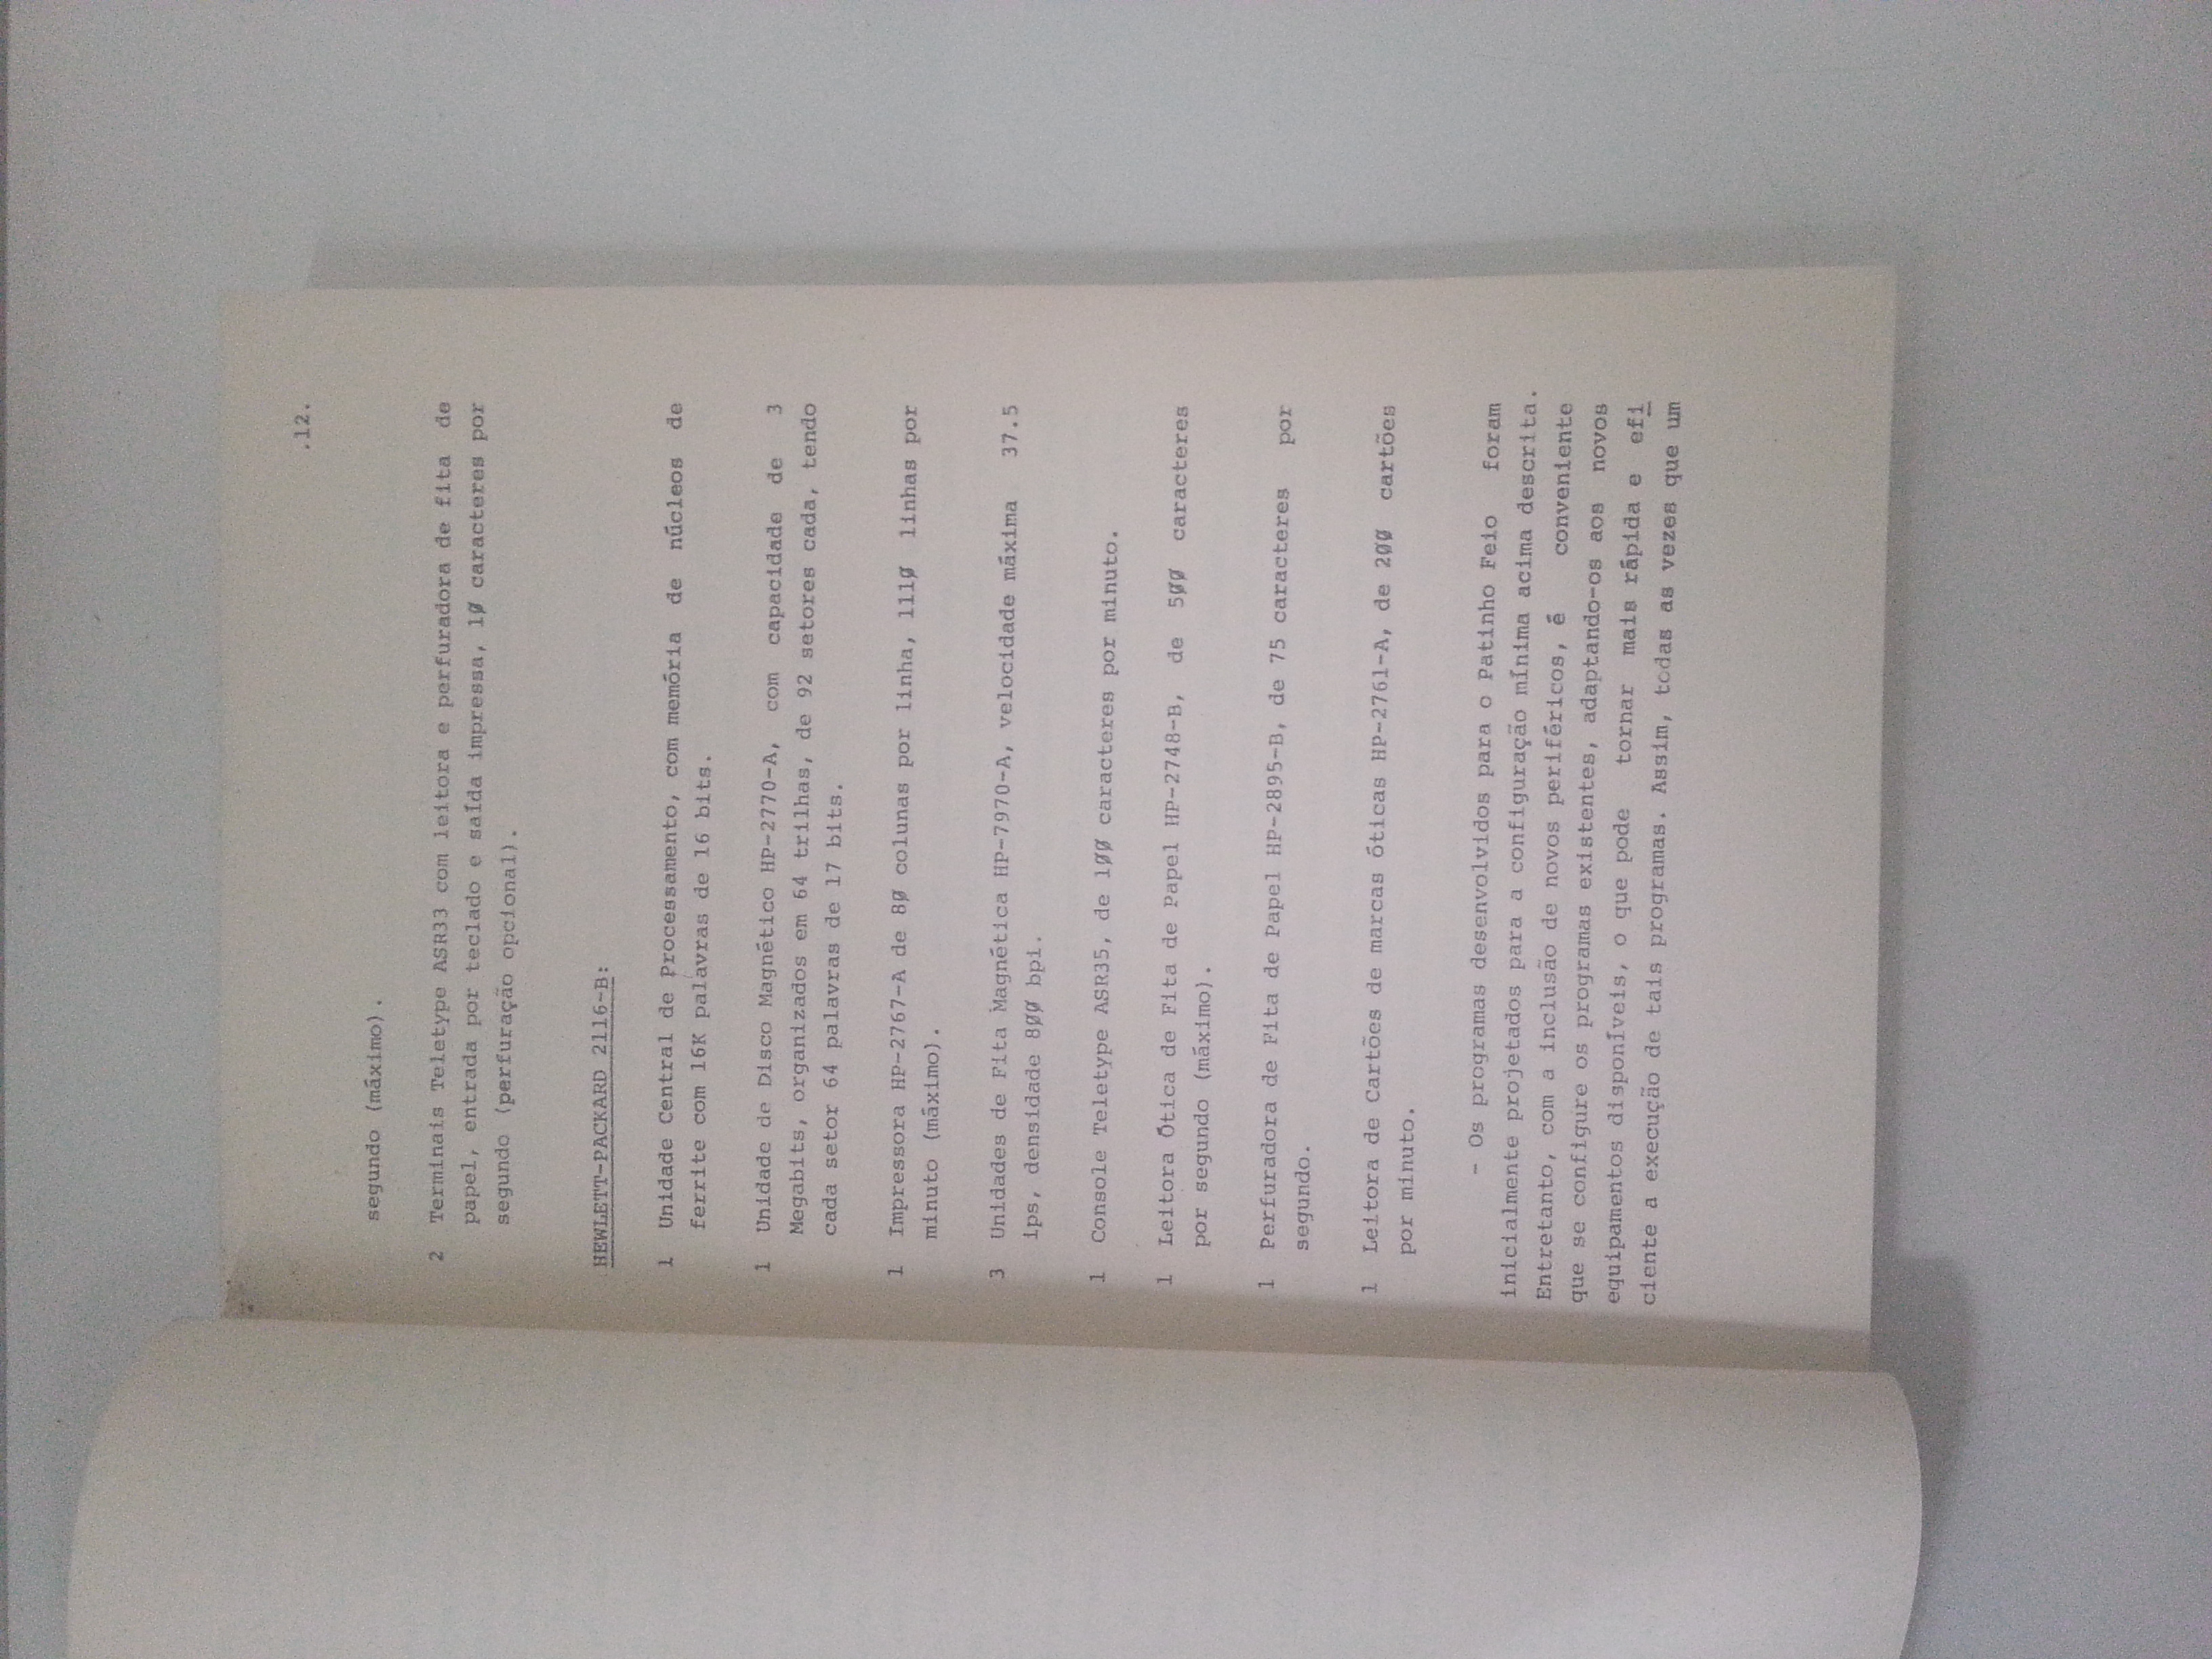 .12.
segundo (máximo).
2 Terminais Teletype ASR33 com leitora e perfuradora de fita de
papel, entrada por teclado e saída impressa, 1Ø caracteres por
segundo (perfuração opcional).
HEWLETT-PACKARD 2116-B:
1 Unidade Central de Processamento, com memória de núcleos de
ferrite com 16K palavras de 16 bits.
1 Unidade de Disco Magnético HP-2770-A, com capacidade de 3
Megabits, organizados em 64 trilhas, de 92 setores cada, tendo
cada setor 64 palavras de 17 bits.
1 Impressora HP-2767-A de 8Ø colunas por linha, 111Ø linhas por
minuto (máximo).
3 Unidades de Fita Magnética HP-7970-A, velocidade máxima 37.5
ips, densidade 8ØØ bpi.
1 Console Teletype ASR35, de 1ØØ caracteres por minuto.
1 Leitora Ótica de Fita de Papel HP-2748-B, de 5ØØ caracteres
por segundo (máximo).
1 Perfuradora de Fita de Papel HP-2895-B, de 75 caracteres por
segundo.
1 Leitora de Cartões de marcas óticas HP-2761-A, de 2ØØ cartões
por minuto.
- Os programas desenvolvidos para o Patinho Feio foram
inicialmente projetados para a configuração mínima acima descrita.
Entretanto, com a inclusão de novos periféricos, é conveniente
que se configure os programas existentes, adaptando-os aos novos
equipamentos disponíveis, o que pode tornar mais rápida e efi
ciente a execução de tais programas. Assim, todas as vezes que um